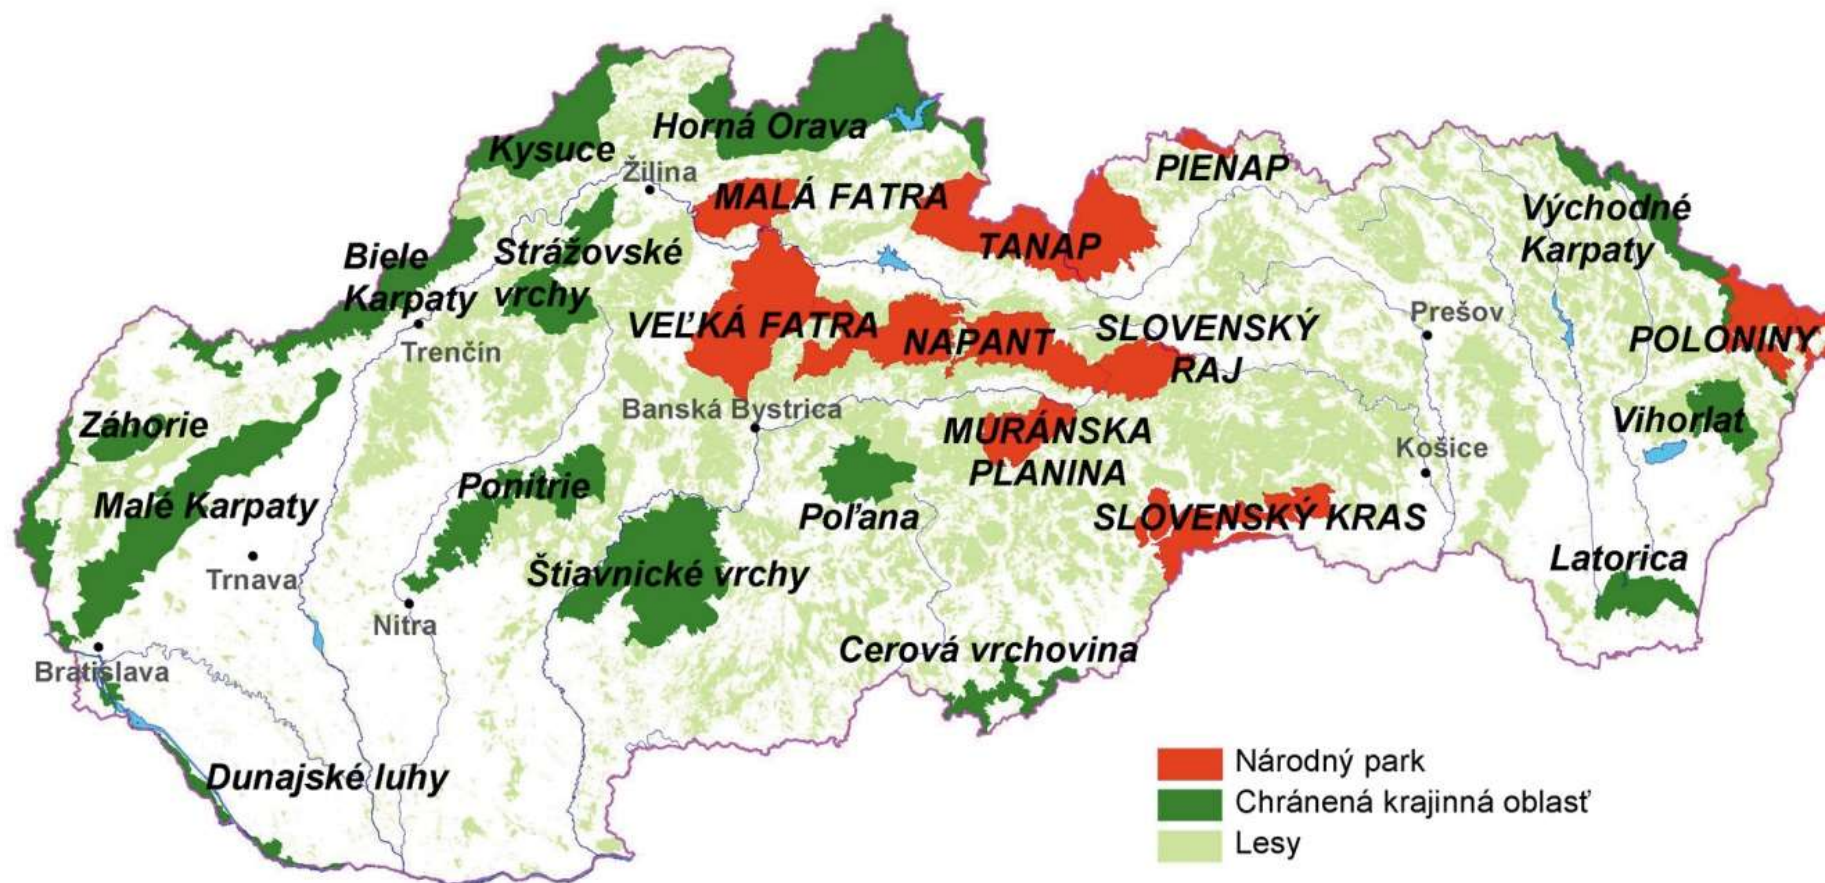 Horná Orava
Kysuce
Žilina
PIENAP
MALÁ FATRA
Východné
Karpaty
TANAP
Strážovské
vrchy
Biele
Karpaty
Trenčín
VEĽKÁ FATRA
NAPANT
SLOVENSKÝ
RAJ
Prešov
POLONINY
Banská Bystrica
Záhorie
Vihorlat
MURÁNSKA
PLANINA
Košice
Ponitrie
Malé Karpaty
Poľana
SLOVENSKÝ KRAS
Trnava
Štiavnické vrchy
Latorica
Nitra
Cerová vrchovina
Bratislava
Dunajské luhy
Národný park
Chránená krajinná oblasť
Lesy